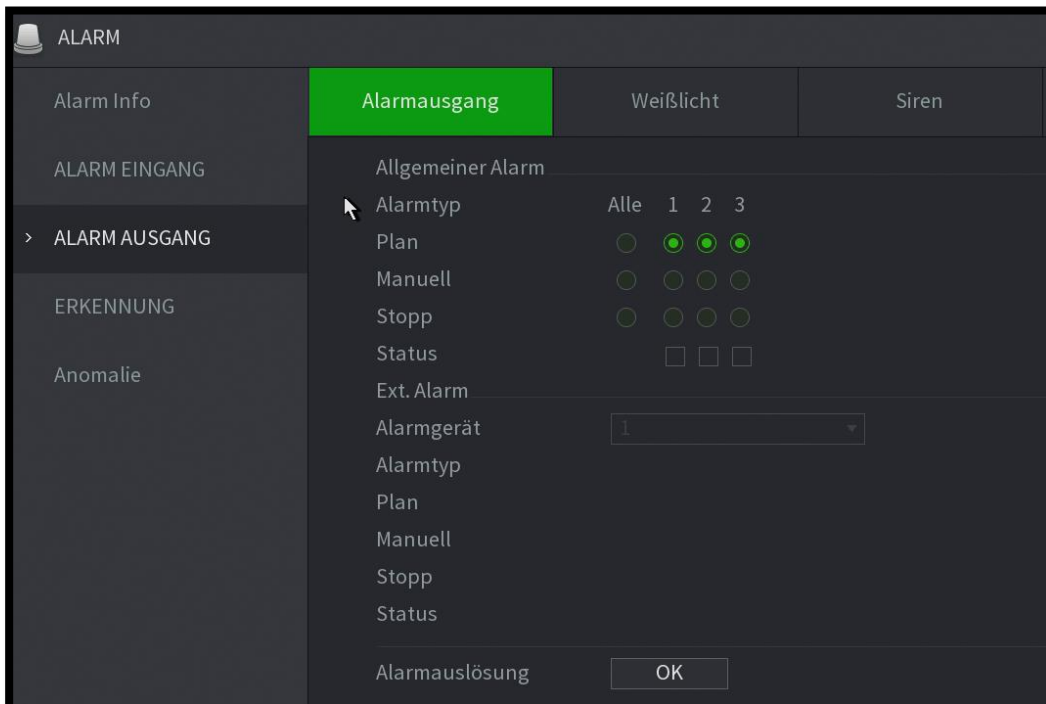 ALARM
Alarm Info
ALARM EINGANG
> ALARM AUSGANG
ERKENNUNG
Anomalie
Alarmausgang Weißlicht Siren
Allgemeiner Alarm
Alarmtyp Alle 1 2 3
Plan
Manuell
Stopp
Status
Ext. Alarm
Alarmgerät 1
Alarmtyp
Plan
Manuell
Stopp
Status
Alarmauslösung OK